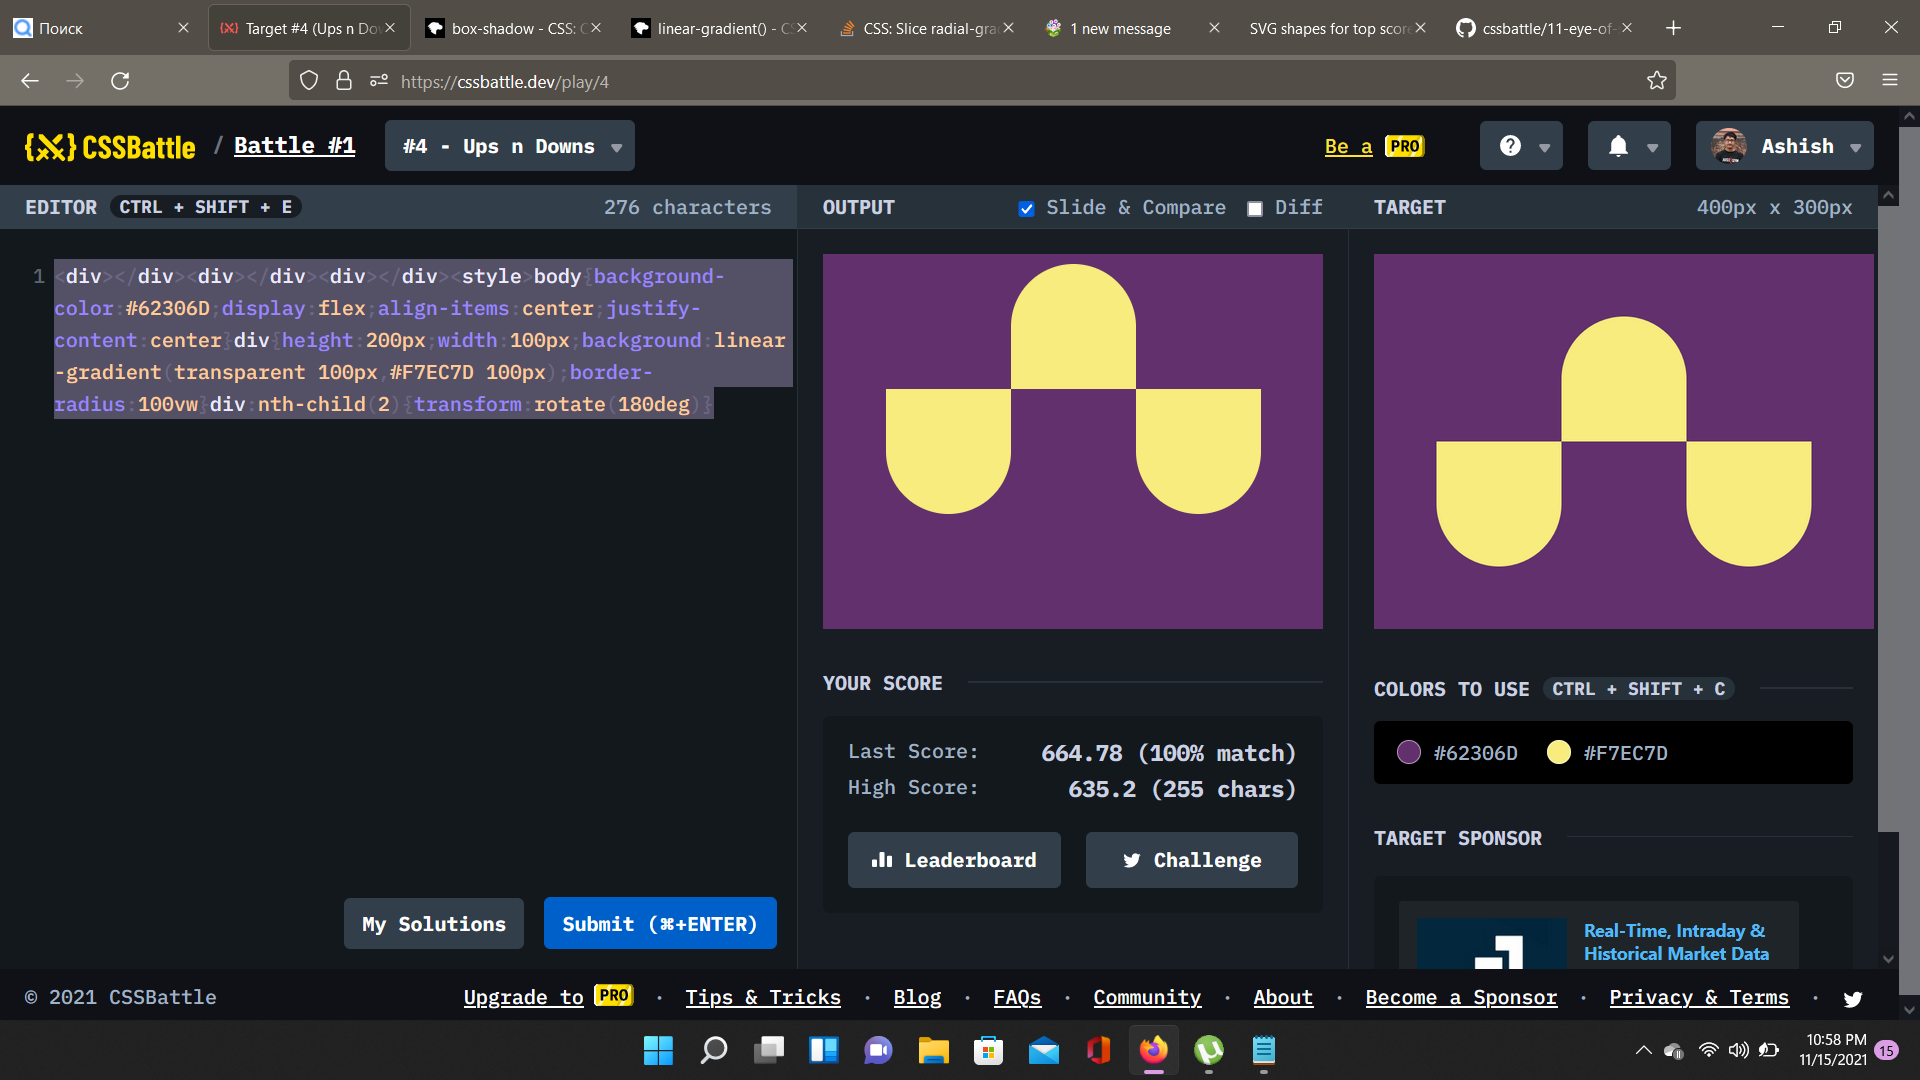 Поиск
Target #4 (Ups n Do
box-shadow - CSS: C
linear-gradient() - CS
CSS: Slice radial-gra
1 new message
SVG shapes for top score
cssbattle/11-eye-of-
https://cssbattle.dev/play/4
CSSBattle / Battle #1
#4 - Ups n Downs
Be a PRO
Ashish
EDITOR CTRL + SHIFT + E
276 characters
OUTPUT
Slide & Compare
Diff
TARGET
400px x 300px
1
<div></div><div></div><div></div><style>body{background-
color:#62306D;display:flex;align-items:center;justify-
content:center}div{height:200px;width:100px;background:linear
-gradient(transparent 100px,#F7EC7D 100px);border-
radius:100vw}div:nth-child(2){transform:rotate(180deg)}
YOUR SCORE
Last Score: 664.78 (100% match)
High Score: 635.2 (255 chars)
Leaderboard
Challenge
COLORS TO USE CTRL + SHIFT + C
#62306D
#F7EC7D
TARGET SPONSOR
Real-Time, Intraday &
Historical Market Data
My Solutions
Submit (⌘+ENTER)
© 2021 CSSBattle
Upgrade to PRO · Tips & Tricks · Blog · FAQs · Community · About · Become a Sponsor · Privacy & Terms ·
10:58 PM
11/15/2021
15